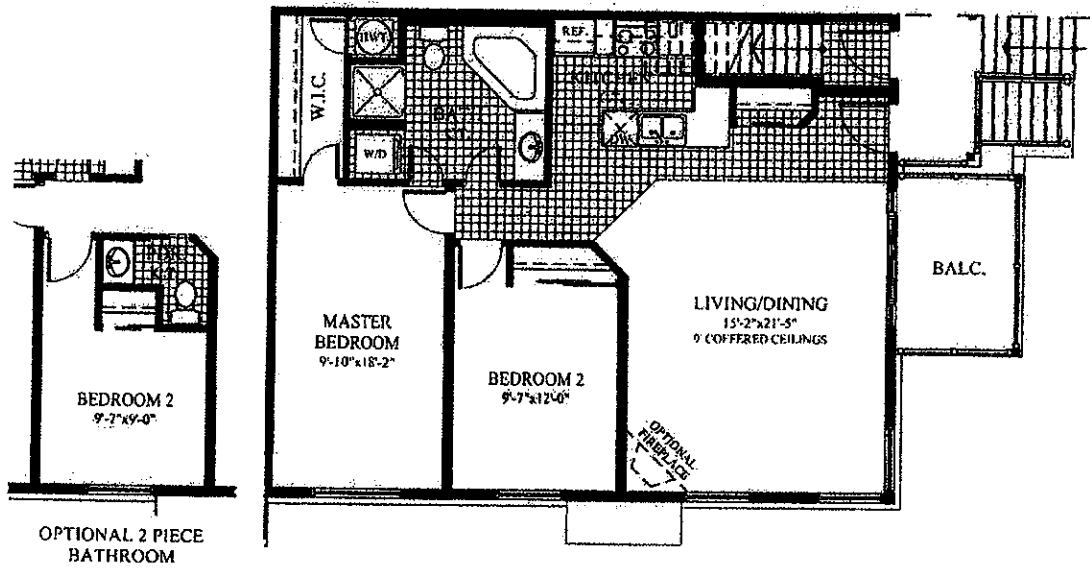 HWT
REF.
KITCHEN
W.I.C.
W/D
DW
BALC.
LIVING/DINING
15'-2"x21'-5"
9' COFFERED CEILINGS
MASTER
BEDROOM
9'-10"x18'-2"
BEDROOM 2
9'-7"x12'-0"
OPTIONAL
FIREPLACE
BEDROOM 2
9'-7"x9'-0"
OPTIONAL 2 PIECE
BATHROOM